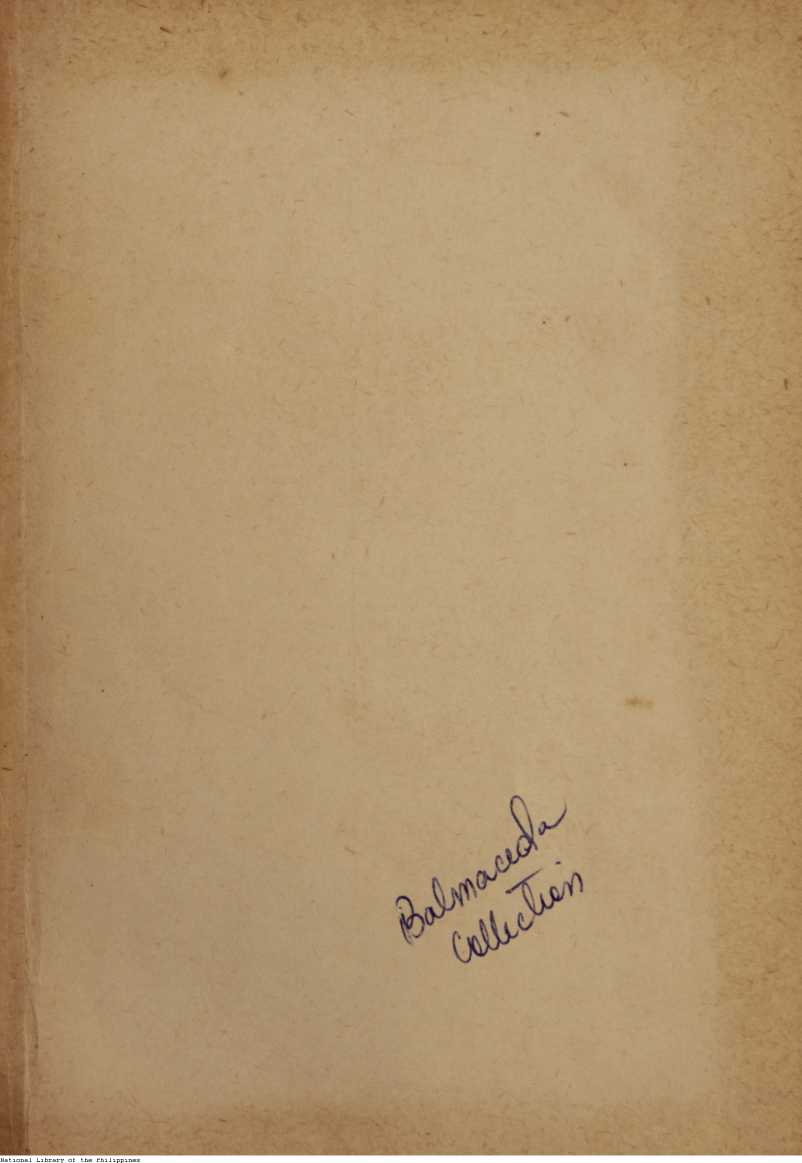 Balmaceda
Collection
National Library of the Philippines